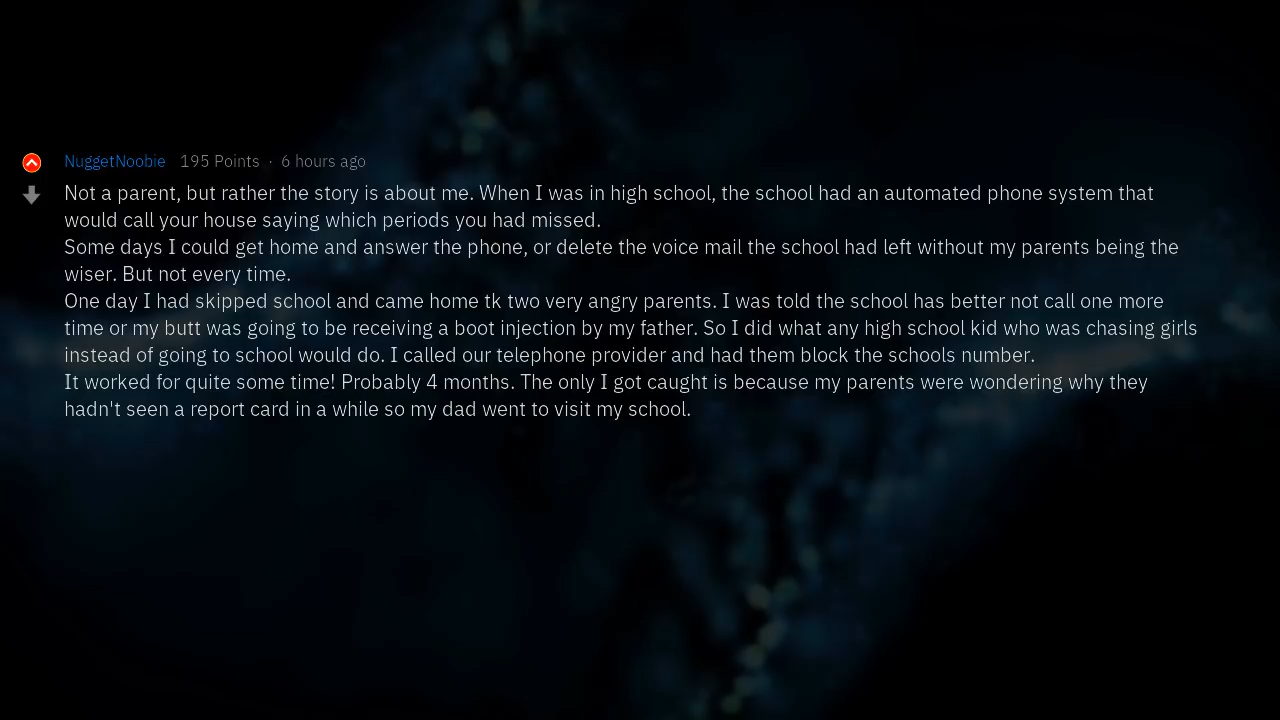 NuggetNoobie 195 Points · 6 hours ago
Not a parent, but rather the story is about me. When I was in high school, the school had an automated phone system that
would call your house saying which periods you had missed.
Some days I could get home and answer the phone, or delete the voice mail the school had left without my parents being the
wiser. But not every time.
One day I had skipped school and came home tk two very angry parents. I was told the school has better not call one more
time or my butt was going to be receiving a boot injection by my father. So I did what any high school kid who was chasing girls
instead of going to school would do. I called our telephone provider and had them block the schools number.
It worked for quite some time! Probably 4 months. The only I got caught is because my parents were wondering why they
hadn't seen a report card in a while so my dad went to visit my school.